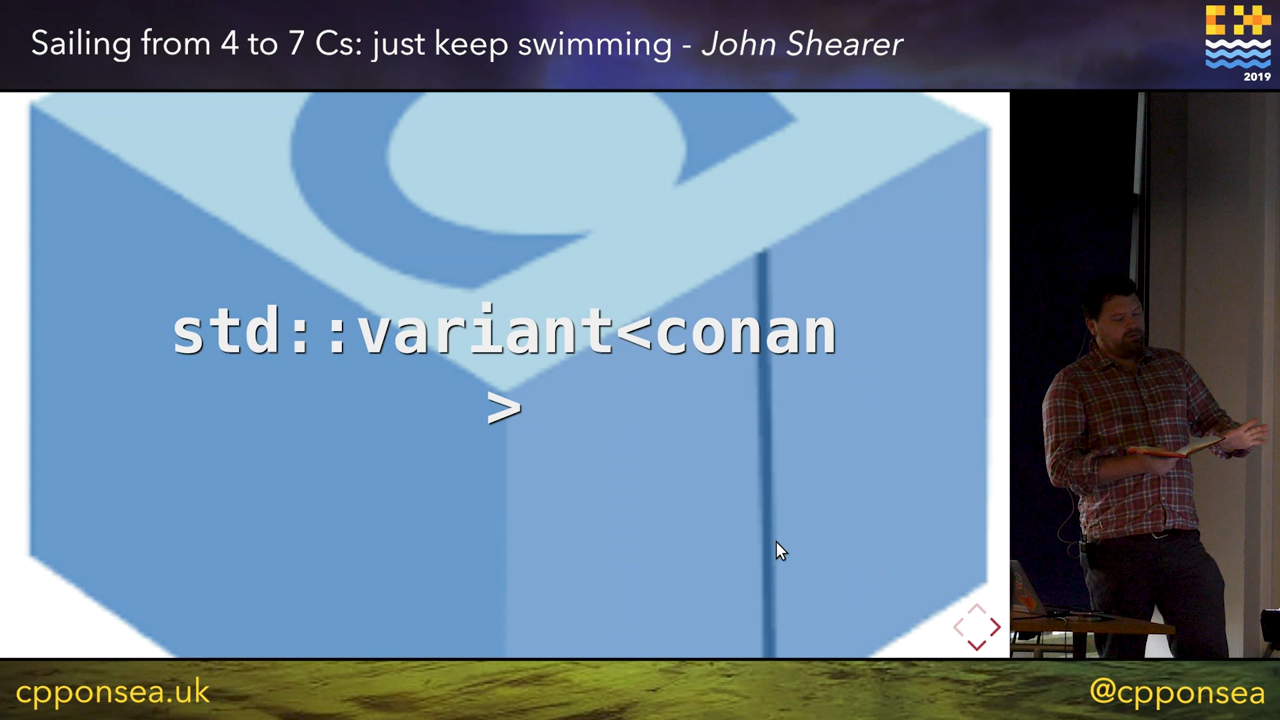 Sailing from 4 to 7 Cs: just keep swimming - John Shearer
C++
2019
std::variant<conan
>
cpponsea.uk
@cpponsea